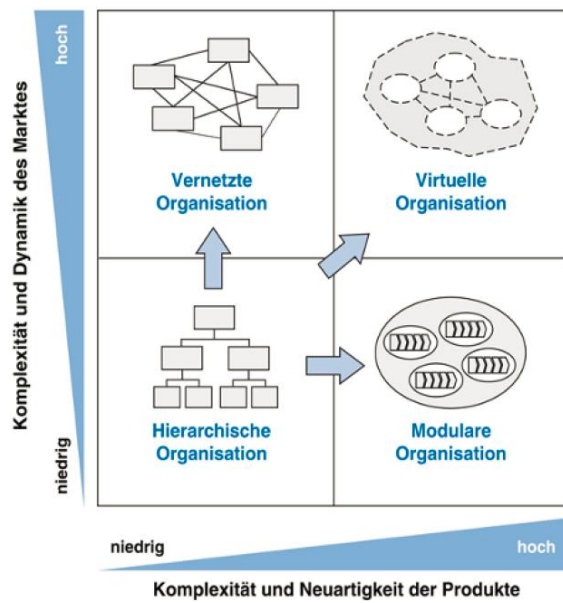 Komplexität und Dynamik des Marktes
hoch
niedrig
Vernetzte
Organisation
Virtuelle
Organisation
Hierarchische
Organisation
Modulare
Organisation
niedrig
hoch
Komplexität und Neuartigkeit der Produkte